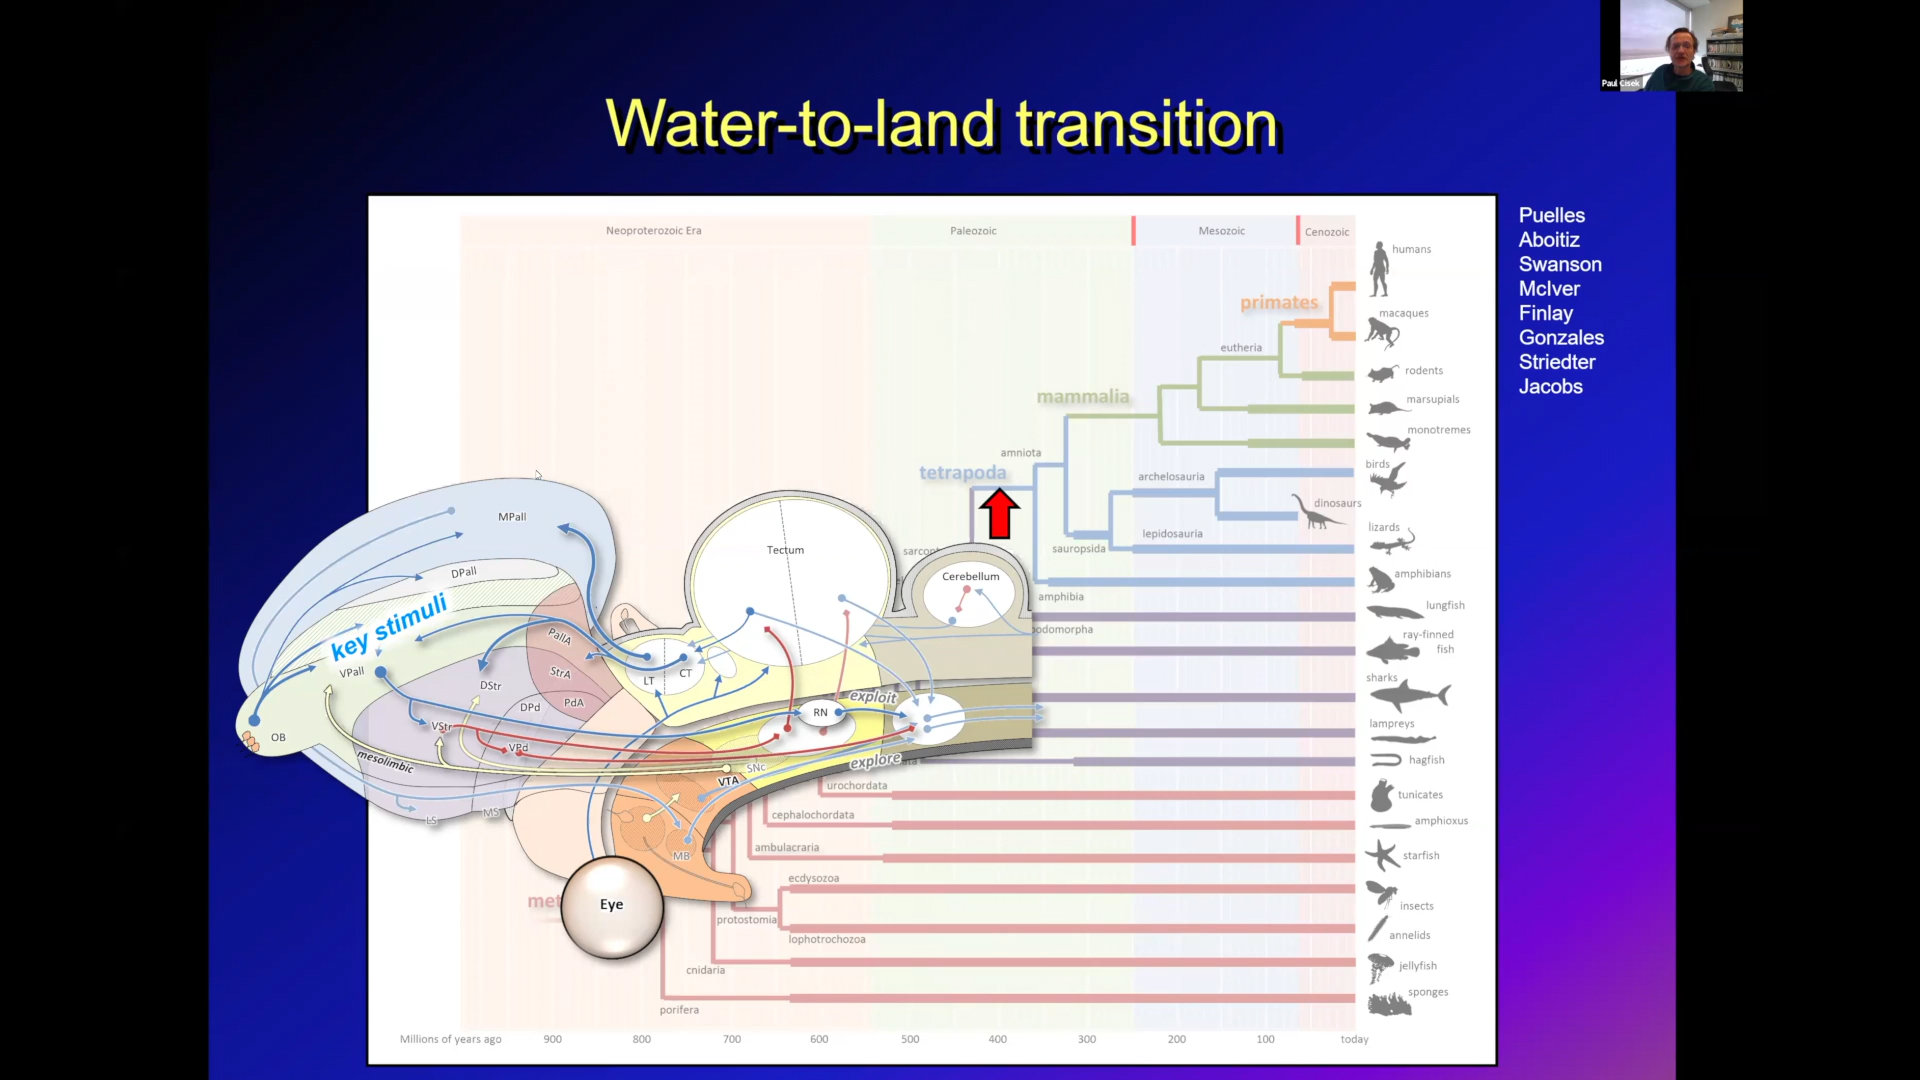 Paul Cisek
Water-to-land transition
Puelles
Aboitiz
Swanson
McIver
Finlay
Gonzales
Striedter
Jacobs
Neoproterozoic Era
Paleozoic
Mesozoic
Cenozoic
humans
primates
macaques
eutheria
rodents
mammalia
marsupials
monotremes
amniota
tetrapoda
archelosauria
birds
dinosaurs
lepidosauria
lizards
sarcop
sauropsida
amphibians
amphibia
lungfish
podomorpha
ray-finned
fish
sharks
lampreys
hagfish
urochordata
tunicates
cephalochordata
amphioxus
ambulacraria
starfish
ecdysozoa
insects
met
protostomia
lophotrochozoa
annelids
cnidaria
jellyfish
porifera
sponges
MPall
DPall
key stimuli
VPall
PallA
StrA
DStr
DPd
PdA
VStr
VPd
OB
mesolimbic
LS
MS
Tectum
Cerebellum
LT
CT
RN
exploit
explore
SNc
VTA
MB
Eye
Millions of years ago
900
800
700
600
500
400
300
200
100
today